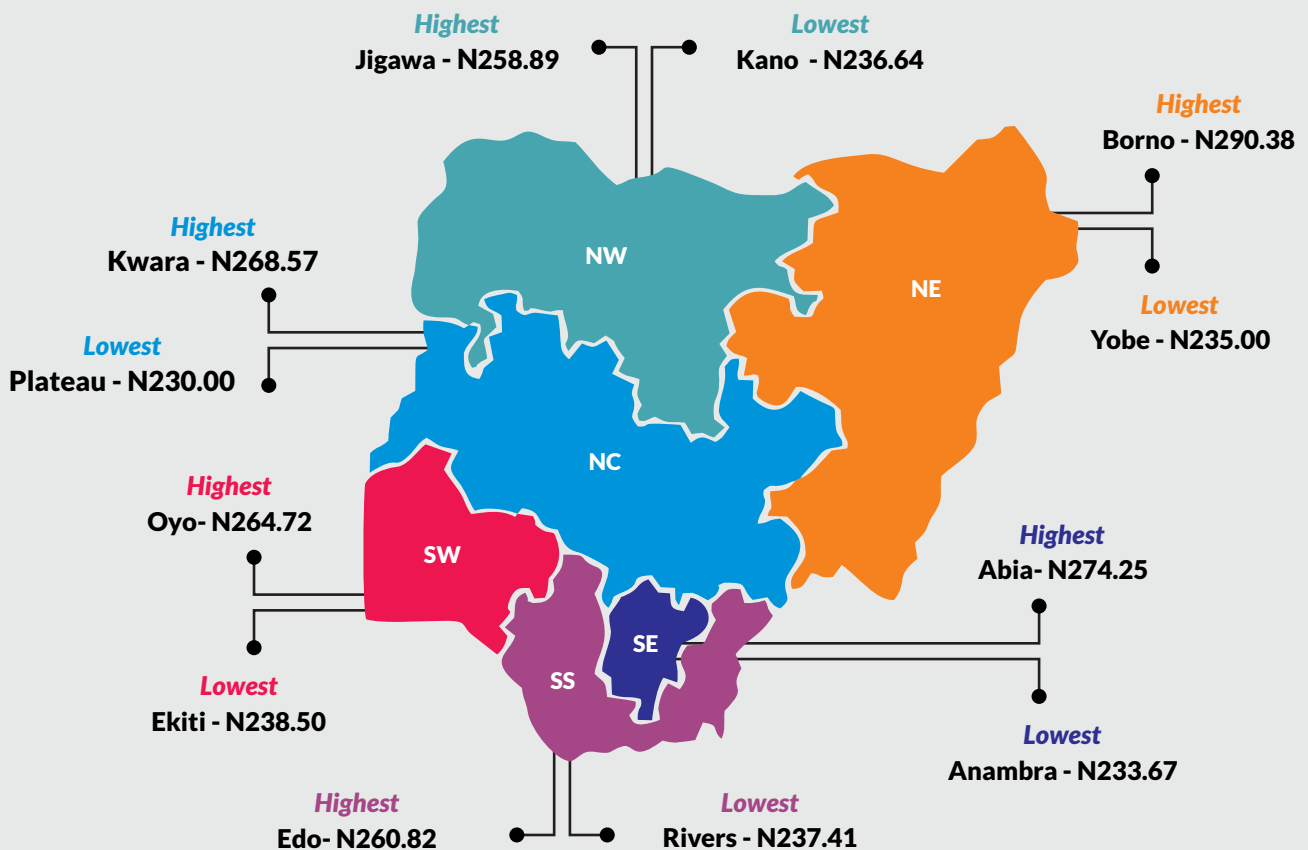 Highest
Jigawa - N258.89
Lowest
Kano - N236.64
Highest
Borno - N290.38
Lowest
Yobe - N235.00
Highest
Kwara - N268.57
Lowest
Plateau - N230.00
NW
NE
NC
Highest
Oyo- N264.72
Lowest
Ekiti - N238.50
SW
SS
SE
Highest
Abia- N274.25
Lowest
Anambra - N233.67
Highest
Edo- N260.82
Lowest
Rivers - N237.41